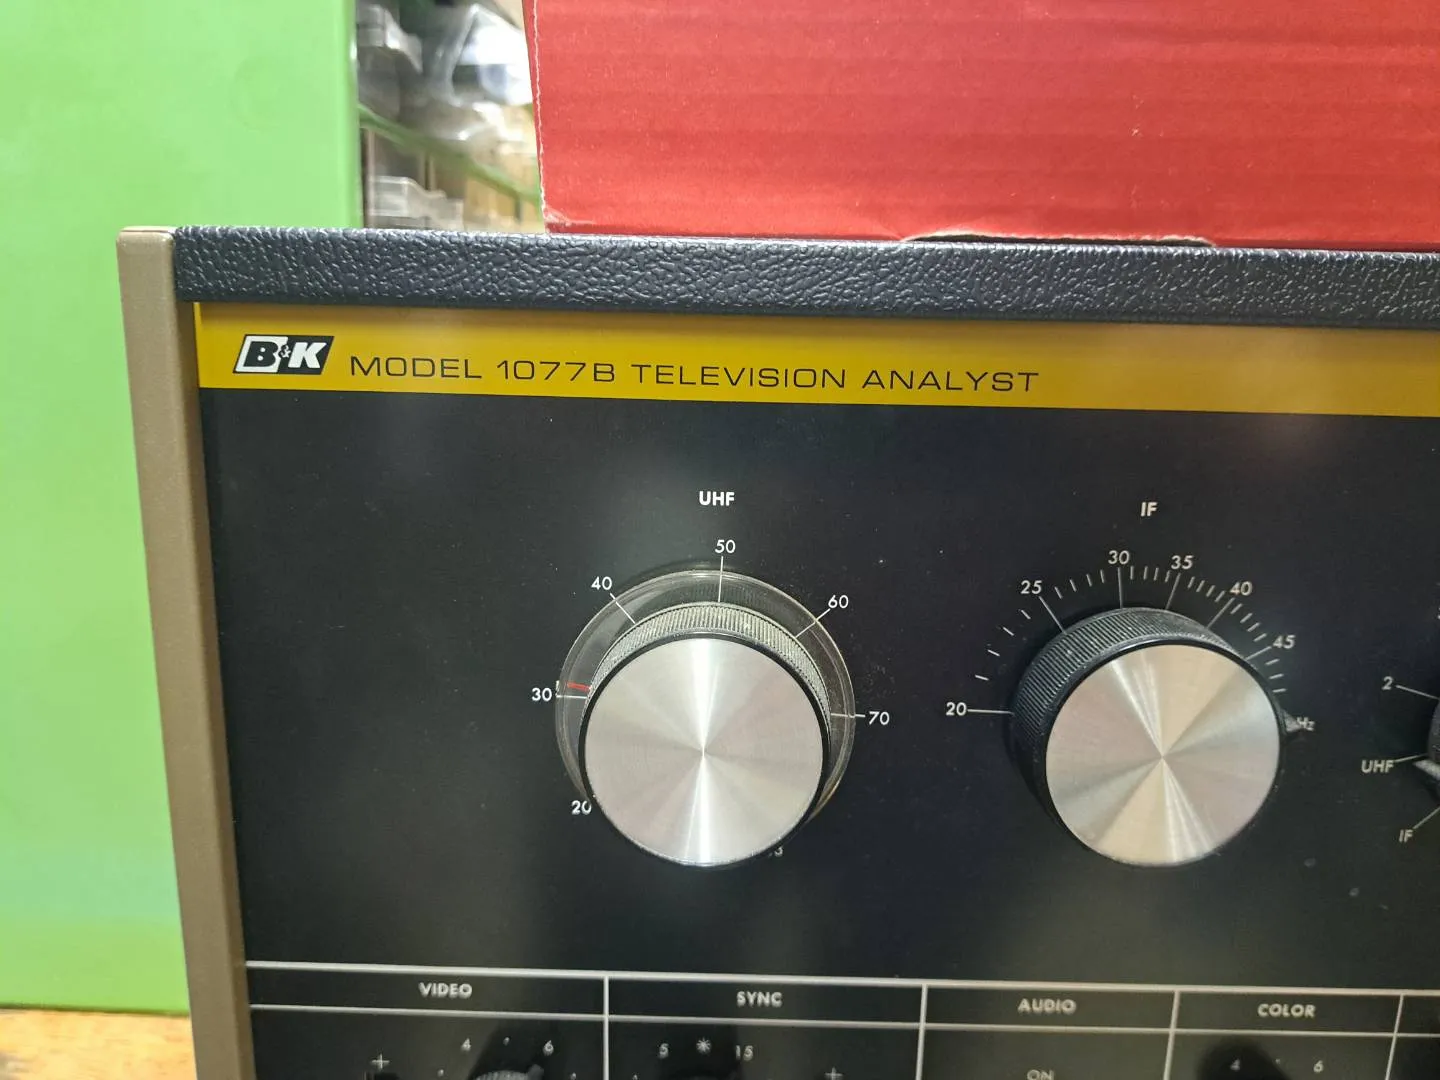 B&K MODEL 1077B TELEVISION ANALYST
UHF
20
30
40
50
60
70
IF
20
25
30
35
40
45
Hz
2
UHF
IF
VIDEO
SYNC
AUDIO
COLOR
+ 4 · 6
5 * 15 +
ON
4 · 6